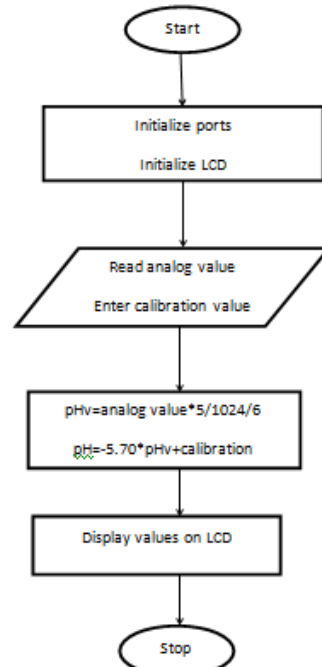 Start
Initialize ports
Initialize LCD
Read analog value
Enter calibration value
pHv=analog value*5/1024/6
pH=-5.70*pHv+calibration
Display values on LCD
Stop